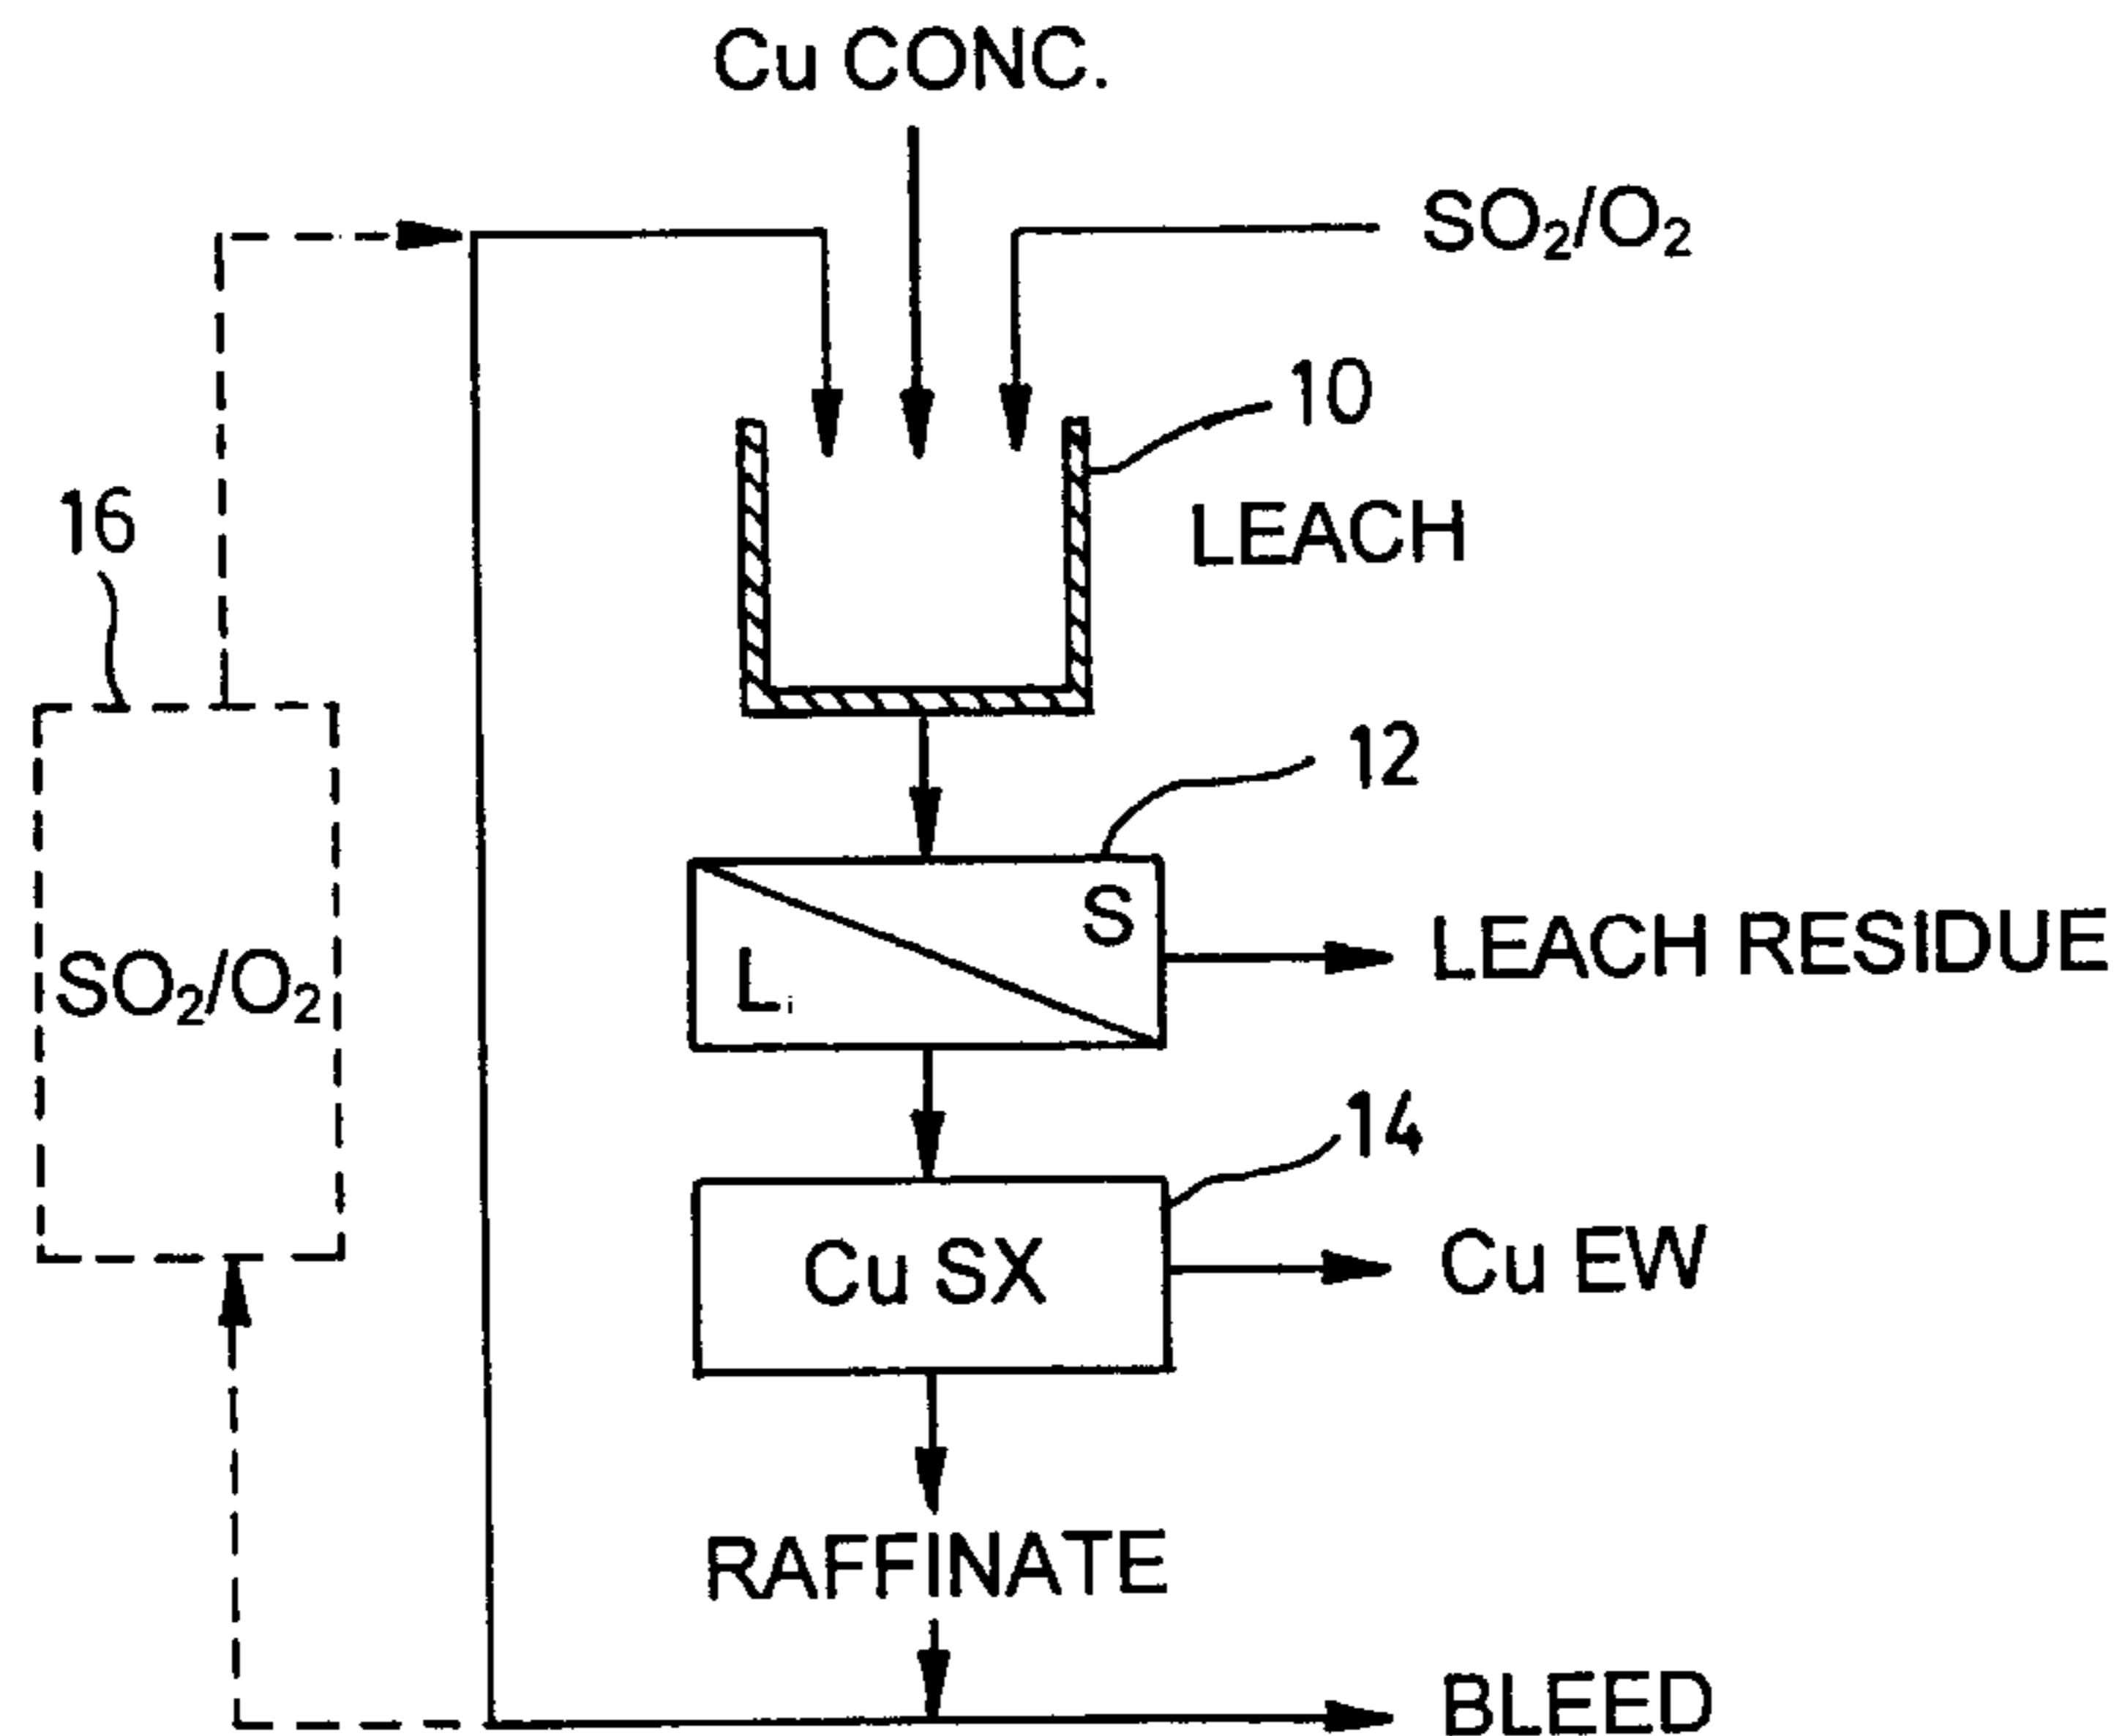 Cu CONC.
SO₂/O₂
10
LEACH
16
12
S
L
LEACH RESIDUE
SO₂/O₂
14
Cu SX
Cu EW
RAFFINATE
BLEED